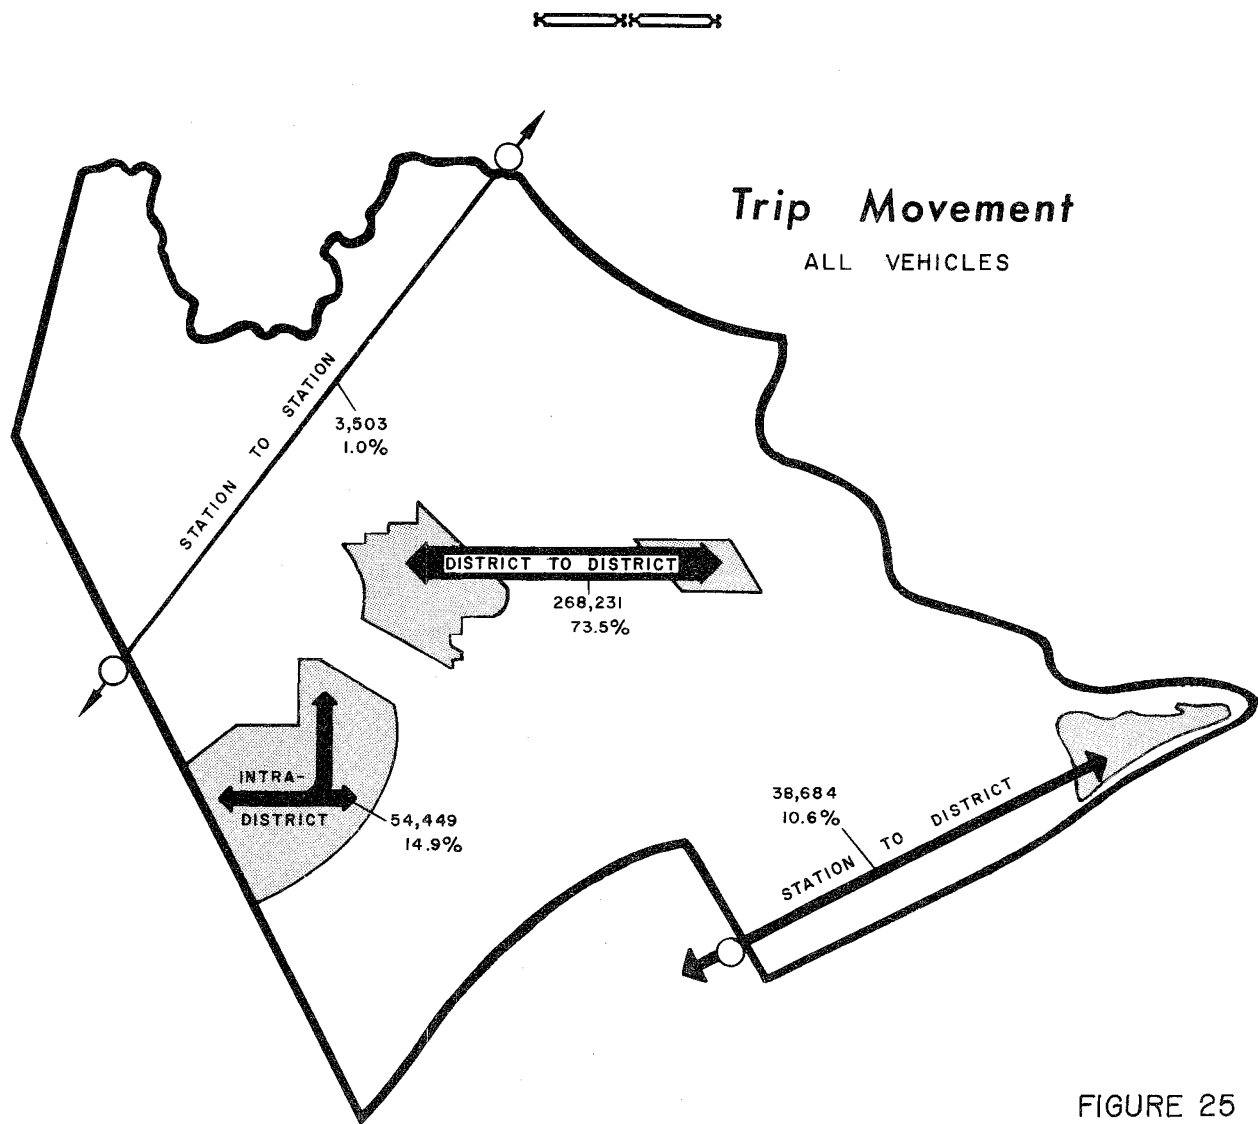 Trip Movement
ALL VEHICLES
STATION TO STATION
3,503
1.0%
DISTRICT TO DISTRICT
268,231
73.5%
INTRA-
DISTRICT
54,449
14.9%
38,684
10.6%
STATION TO DISTRICT
FIGURE 25